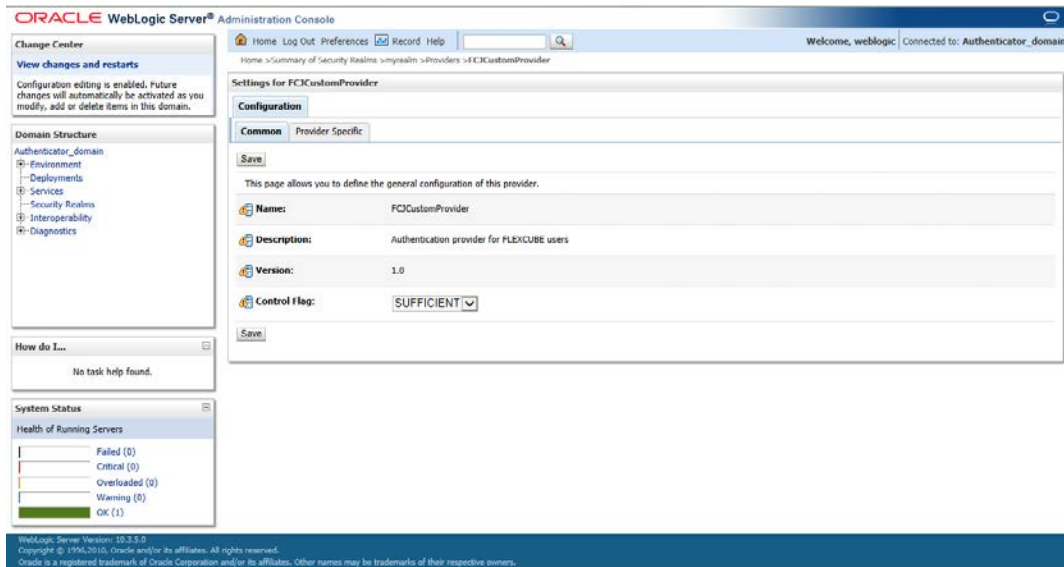 ORACLE WebLogic Server® Administration Console
Change Center
View changes and restarts
Configuration editing is enabled. Future
changes will automatically be activated as you
modify, add or delete items in this domain.
Domain Structure
Authenticator_domain
Environment
Deployments
Services
Security Realms
Interoperability
Diagnostics
How do I...
No task help found.
System Status
Health of Running Servers
Failed (0)
Critical (0)
Overloaded (0)
Warning (0)
OK (1)
Home Log Out Preferences Record Help
Welcome, weblogic Connected to: Authenticator_domain
Home >Summary of Security Realms >myrealm >Providers >FCJCustomProvider
Settings for FCJCustomProvider
Configuration
Common Provider Specific
Save
This page allows you to define the general configuration of this provider.
Name: FCJCustomProvider
Description: Authentication provider for FLEXCUBE users
Version: 1.0
Control Flag: SUFFICIENT
Save
WebLogic Server Version: 10.3.5.0
Copyright © 1996,2010, Oracle and/or its affiliates. All rights reserved.
Oracle is a registered trademark of Oracle Corporation and/or its affiliates. Other names may be trademarks of their respective owners.